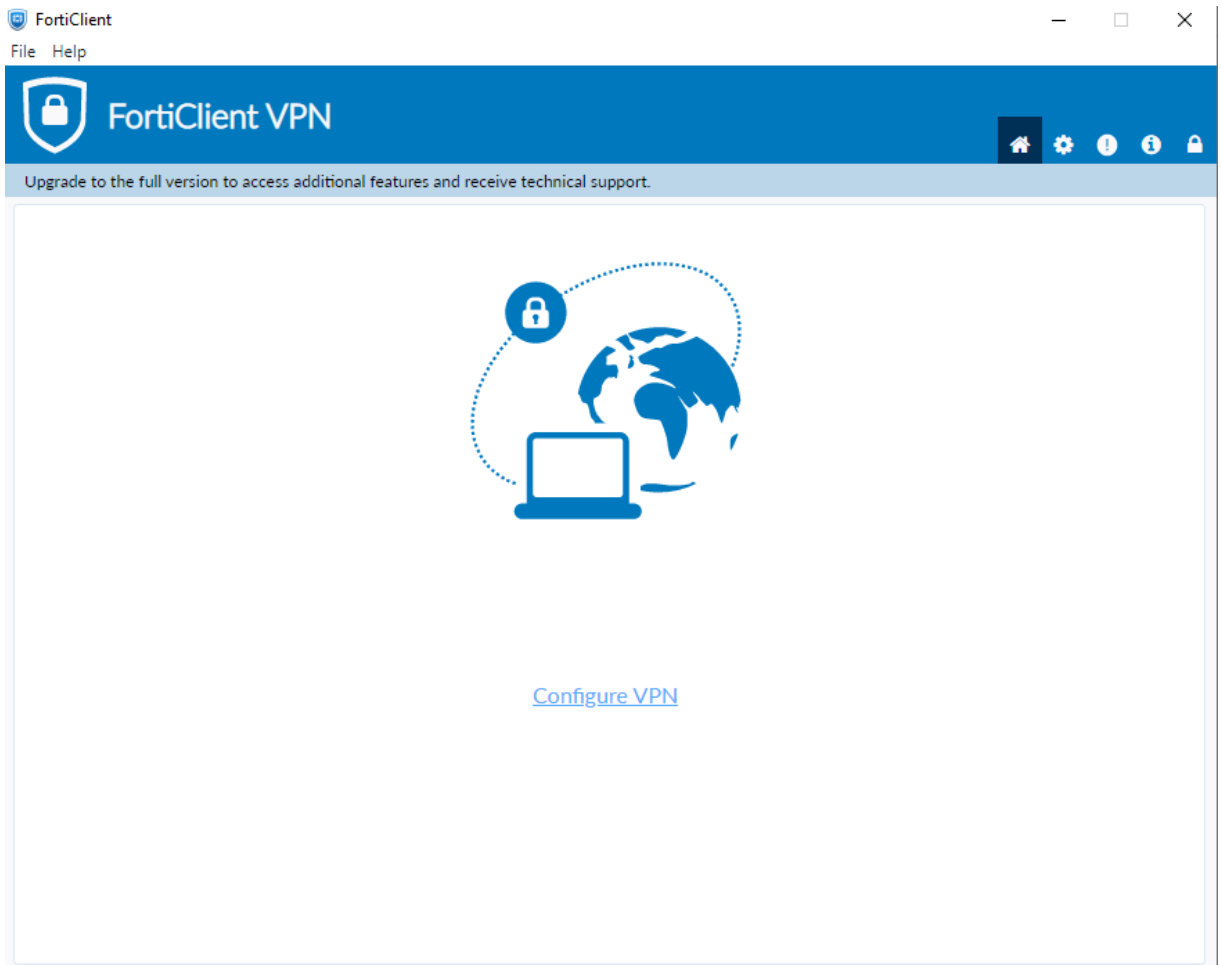 FortiClient
File Help
FortiClient VPN
Upgrade to the full version to access additional features and receive technical support.
Configure VPN